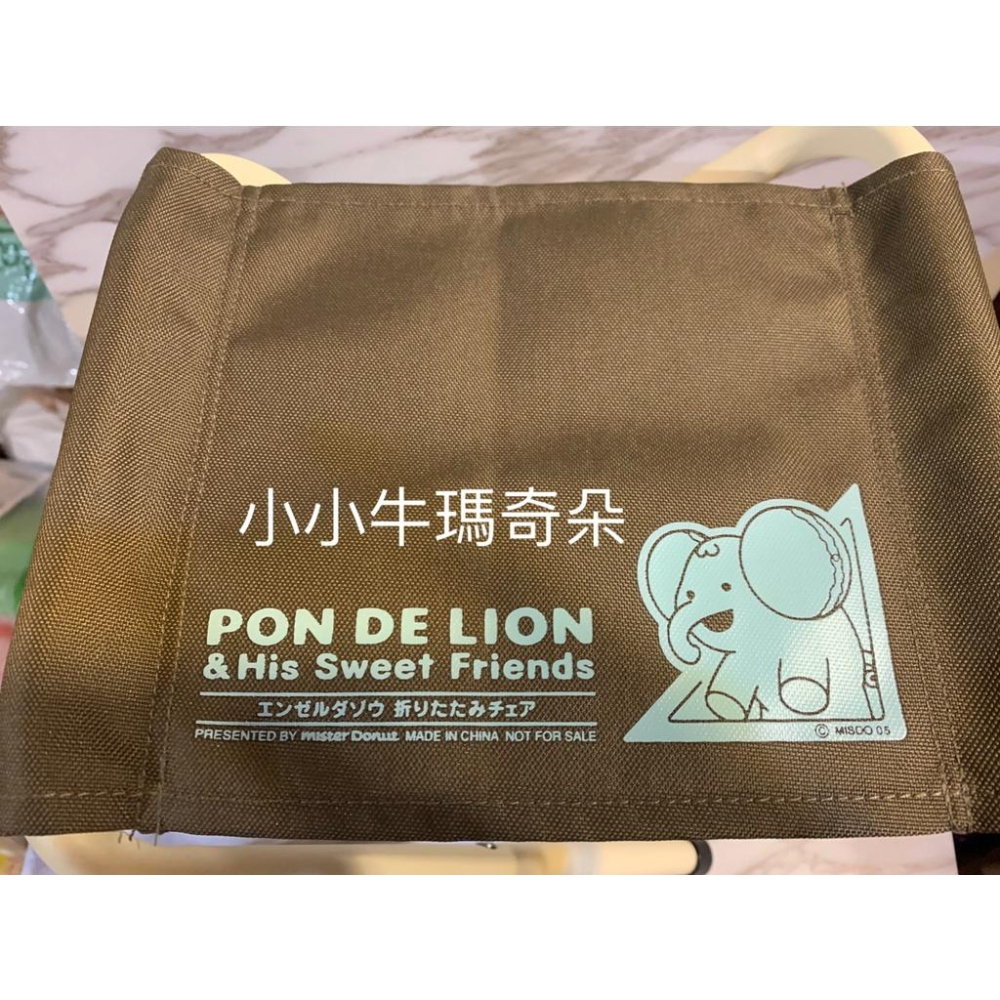 小小牛瑪奇朵
PON DE LION
& His Sweet Friends
エンゼルダゾウ 折りたたみチェア
PRESENTED BY mister Donut MADE IN CHINA NOT FOR SALE
© MISDO 05